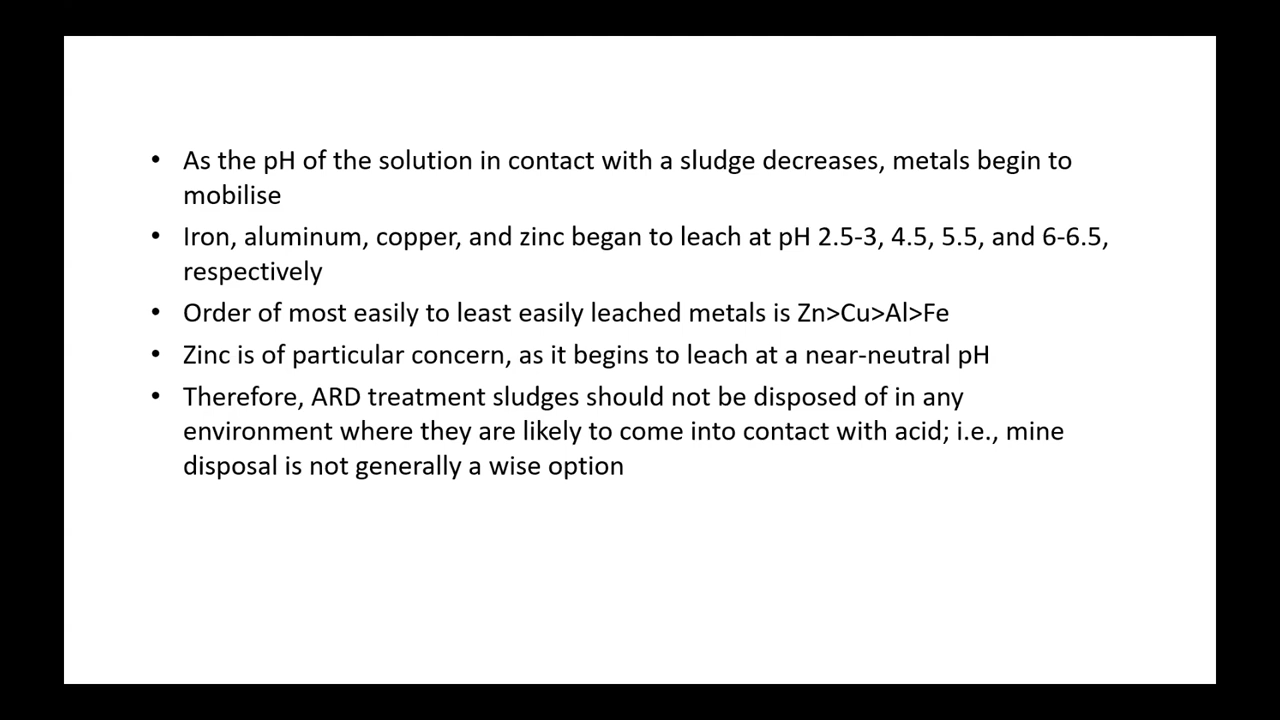 • As the pH of the solution in contact with a sludge decreases, metals begin to
mobilise
• Iron, aluminum, copper, and zinc began to leach at pH 2.5-3, 4.5, 5.5, and 6-6.5,
respectively
• Order of most easily to least easily leached metals is Zn>Cu>Al>Fe
• Zinc is of particular concern, as it begins to leach at a near-neutral pH
• Therefore, ARD treatment sludges should not be disposed of in any
environment where they are likely to come into contact with acid; i.e., mine
disposal is not generally a wise option